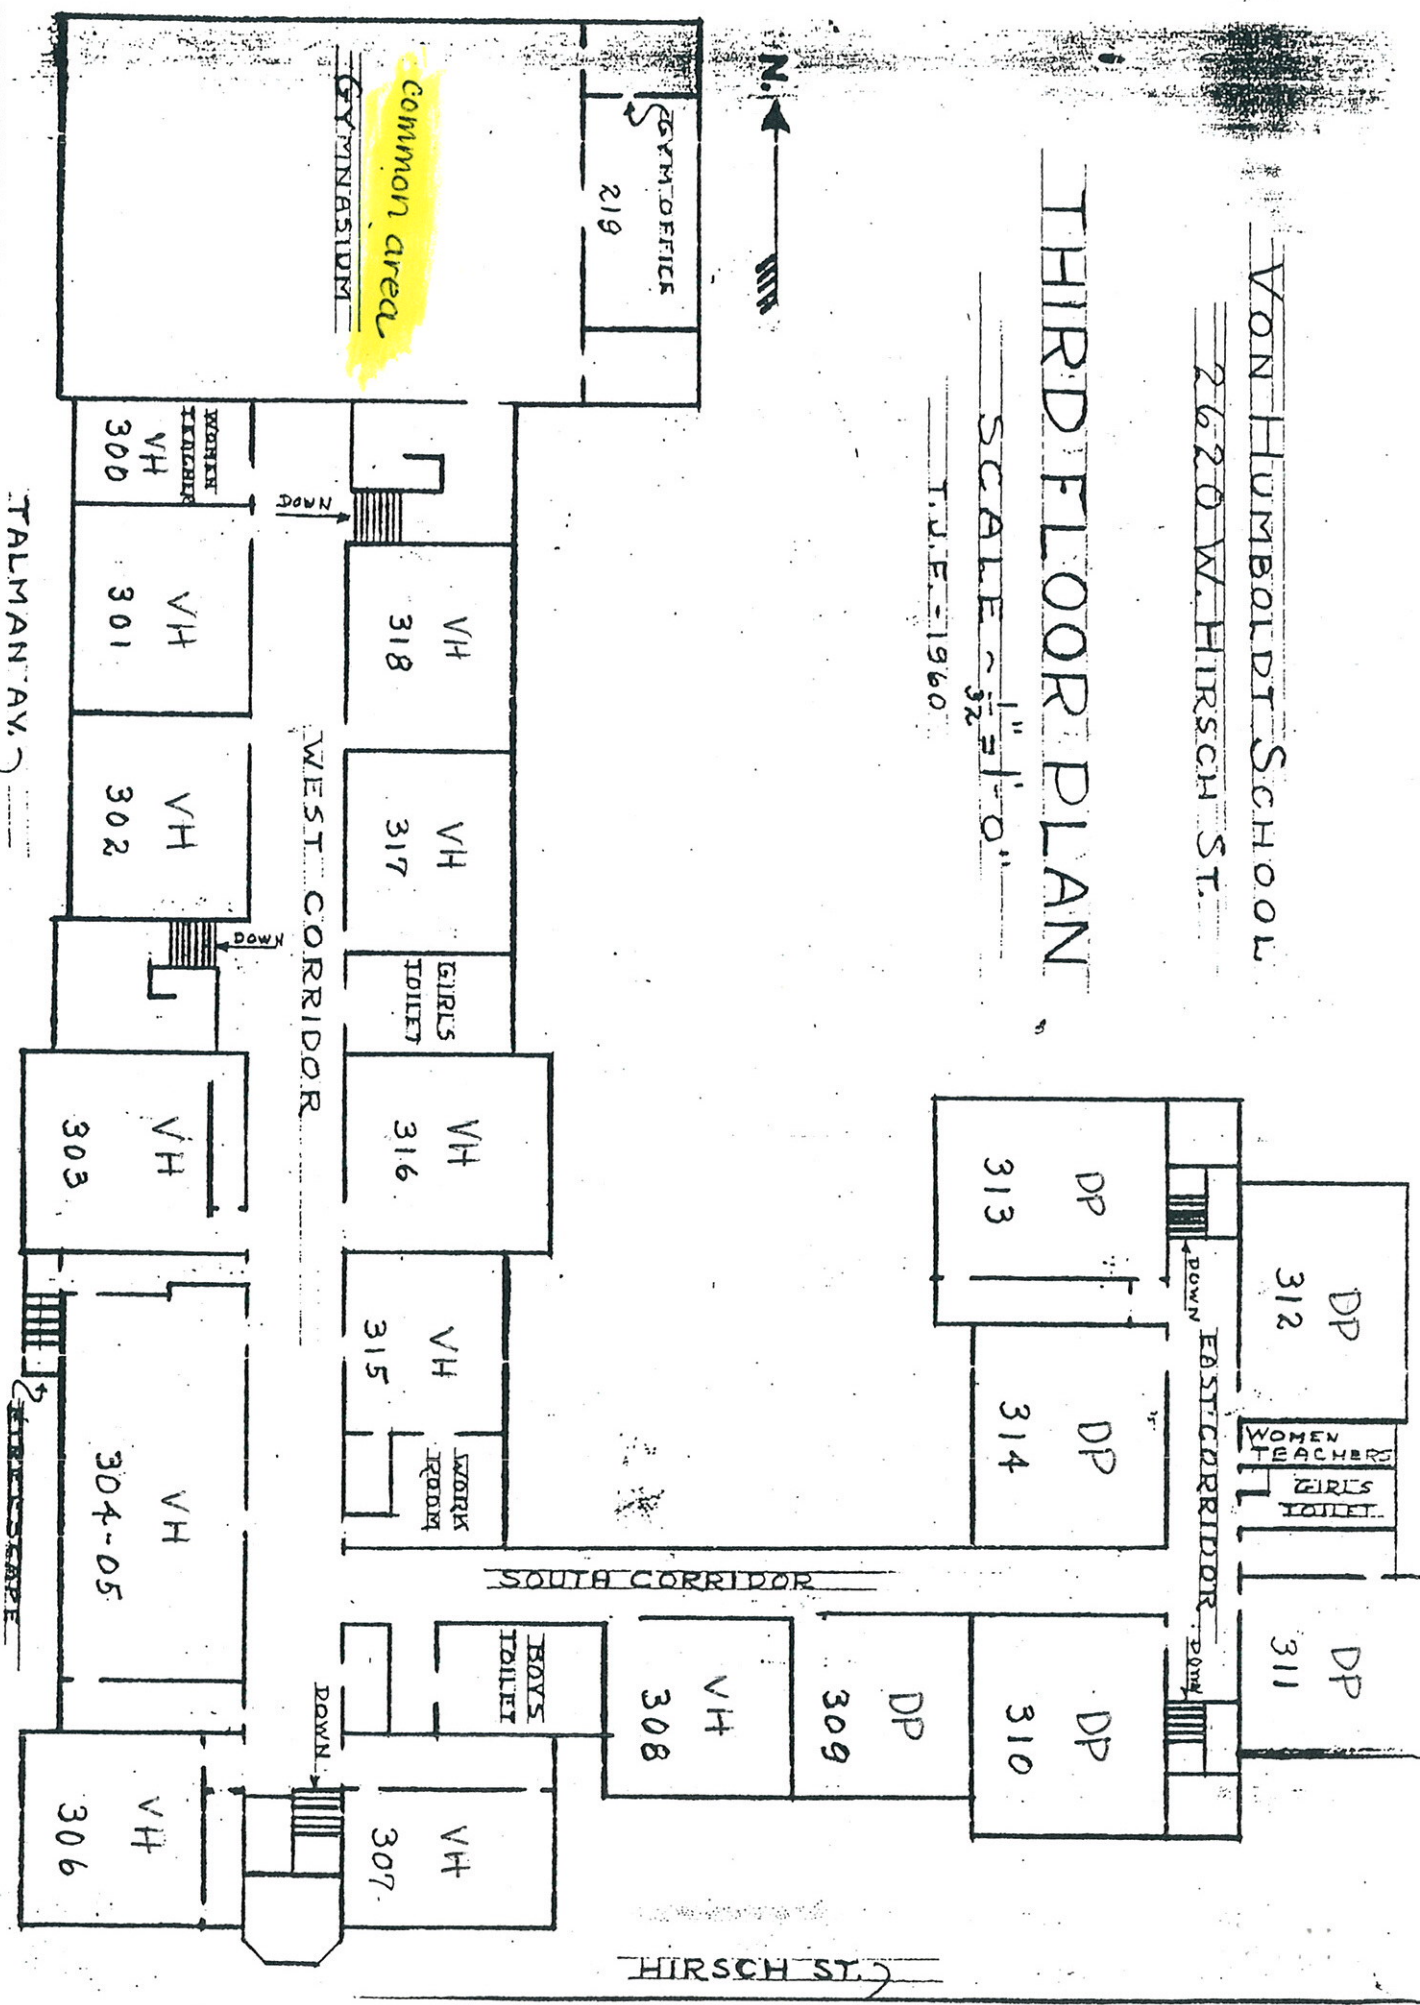 VON HUMBOLDT SCHOOL
2620 W. HIRSCH ST.
THIRD FLOOR PLAN
SCALE ~ 1/32" = 1'-0"
T.J.F. - 1960
N.
GYM OFFICE
219
common area
GYMNASIUM
WOMEN
TEACHER
VH
300
DOWN
VH
301
VH
318
VH
302
VH
317
WEST CORRIDOR
DOWN
GIRLS
TOILET
VH
303
VH
316
VH
315
WORK
ROOM
VH
304-05
FIRE ESCAPE
TALMAN AV.
VH
306
DOWN
VH
307
BOYS
TOILET
SOUTH CORRIDOR
VH
308
DP
309
DP
310
DP
311
DOWN
EAST CORRIDOR
DOWN
DP
312
WOMEN
TEACHERS
GIRLS
TOILET
DP
313
DP
314
HIRSCH ST.